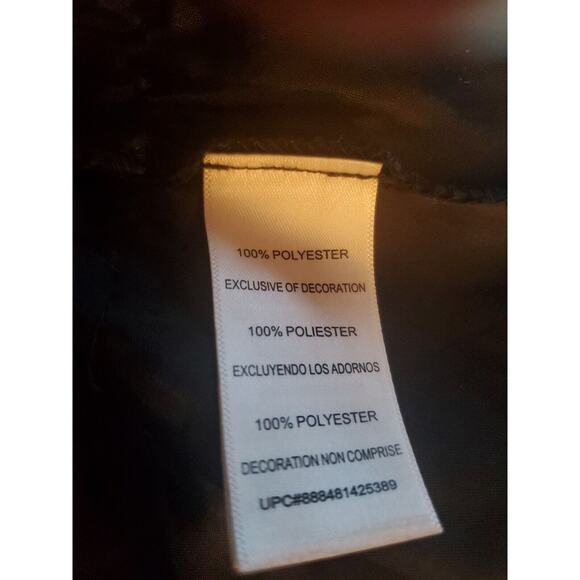 100% POLYESTER
EXCLUSIVE OF DECORATION
100% POLIESTER
EXCLUYENDO LOS ADORNOS
100% POLYESTER
DECORATION NON COMPRISE
UPC#888481425389